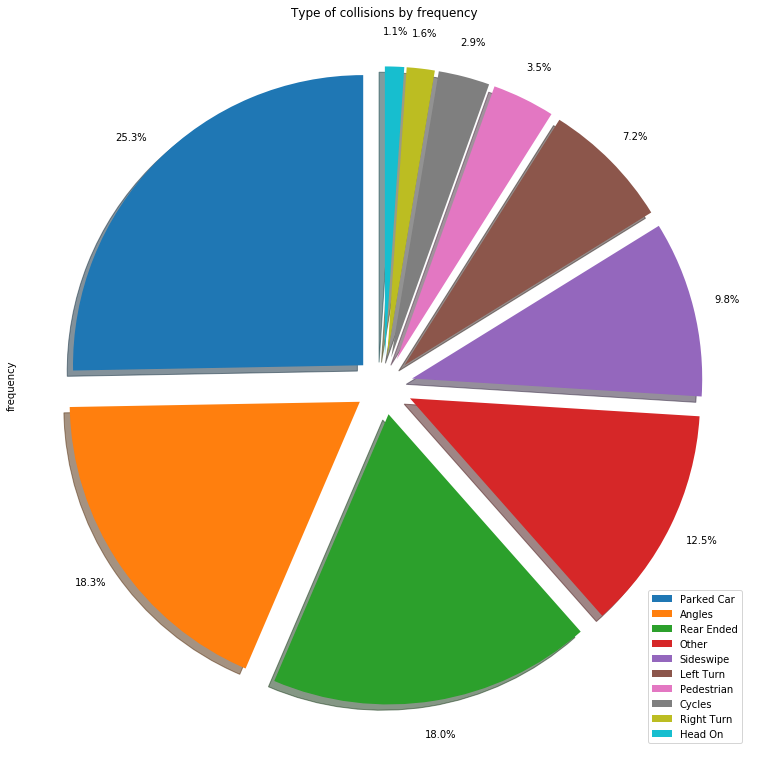 Type of collisions by frequency
1.1%
1.6%
2.9%
3.5%
25.3%
7.2%
9.8%
frequency
12.5%
18.3%
18.0%
Parked Car
Angles
Rear Ended
Other
Sideswipe
Left Turn
Pedestrian
Cycles
Right Turn
Head On